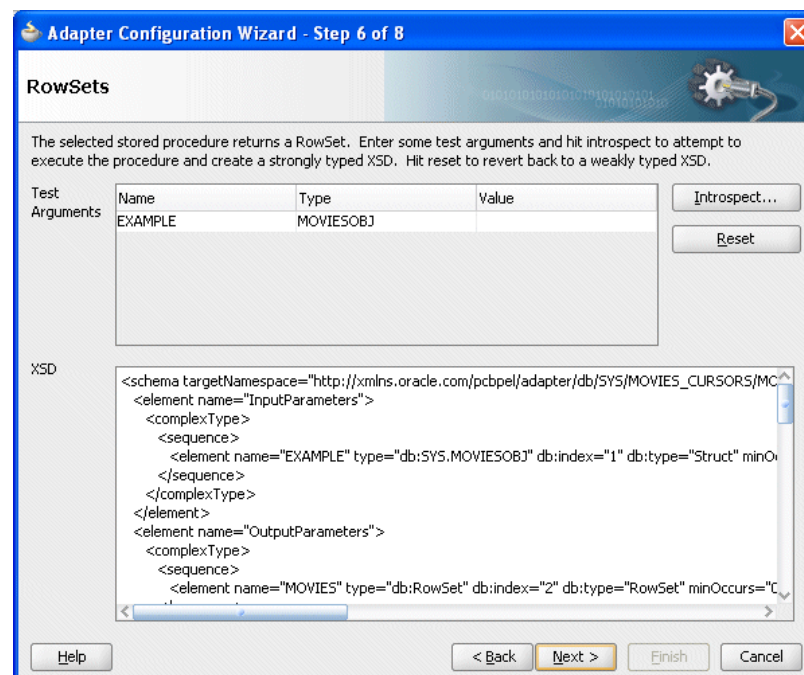 Adapter Configuration Wizard - Step 6 of 8
RowSets
The selected stored procedure returns a RowSet. Enter some test arguments and hit introspect to attempt to
execute the procedure and create a strongly typed XSD. Hit reset to revert back to a weakly typed XSD.
Test
Arguments
Name Type Value
EXAMPLE MOVIESOBJ
Introspect...
Reset
XSD
<schema targetNamespace="http://xmlns.oracle.com/pcbpel/adapter/db/SYS/MOVIES_CURSORS/MO
<element name="InputParameters">
<complexType>
<sequence>
<element name="EXAMPLE" type="db:SYS.MOVIESOBJ" db:index="1" db:type="Struct" minO
</sequence>
</complexType>
</element>
<element name="OutputParameters">
<complexType>
<sequence>
<element name="MOVIES" type="db:RowSet" db:index="2" db:type="RowSet" minOccurs="
Help < Back Next > Finish Cancel